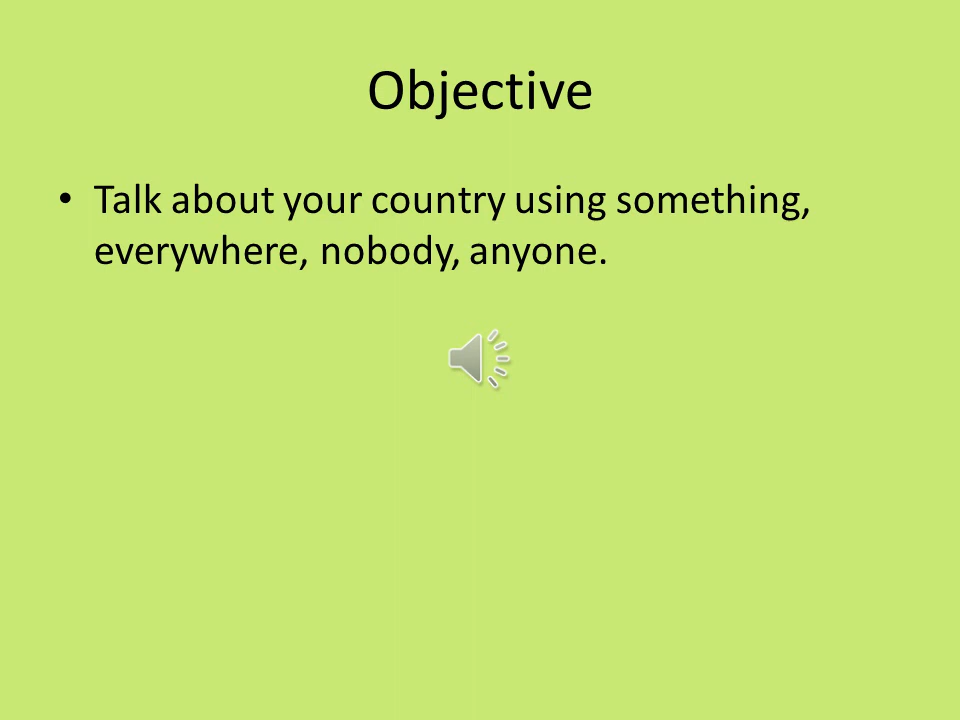 Objective
• Talk about your country using something,
everywhere, nobody, anyone.